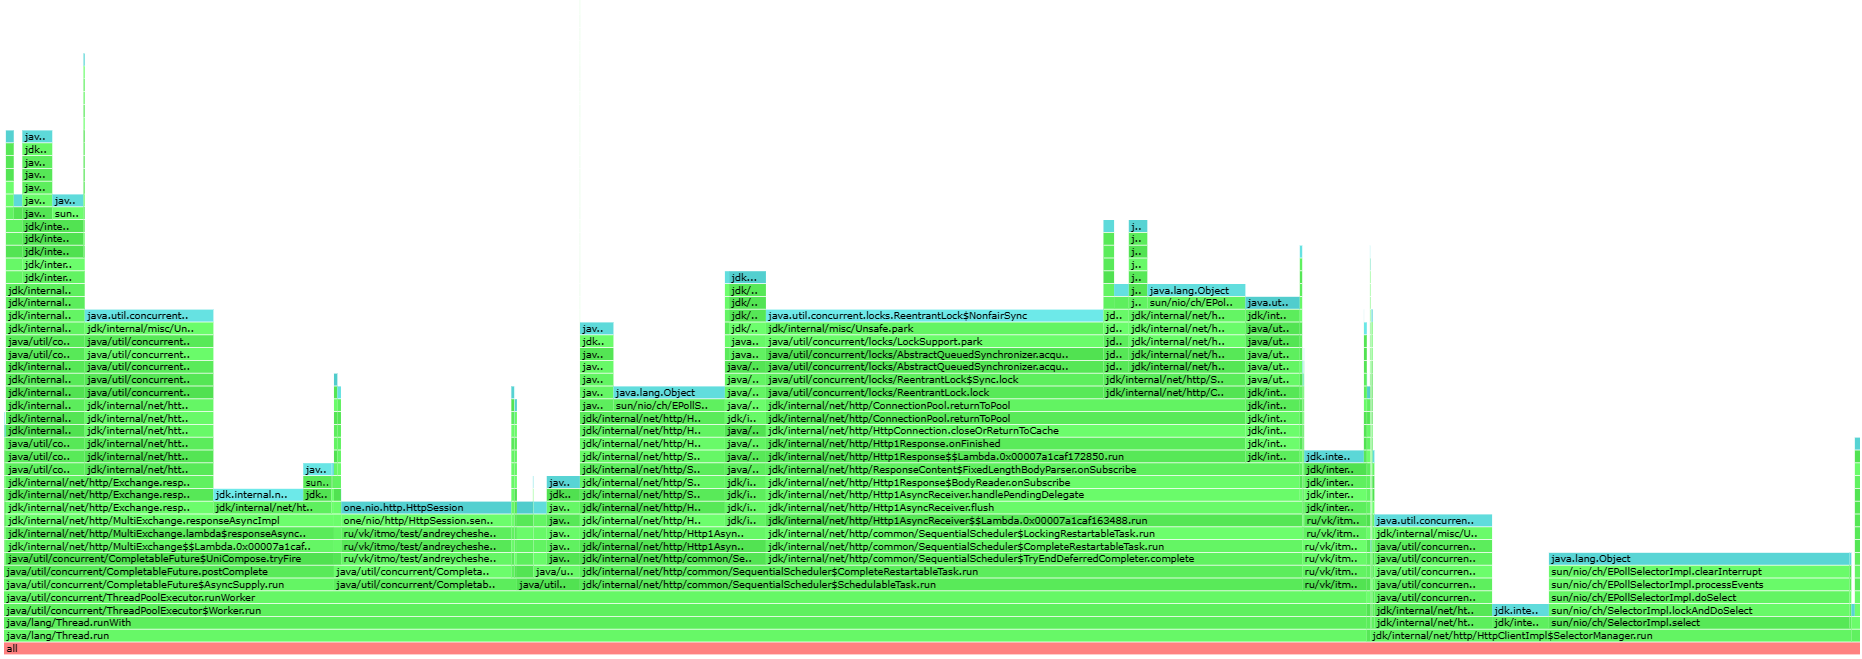 jav..
jdk..
jav..
jav..
jav..
jav.. jav..
jav.. sun..
jdk/inte..
jdk/inte.. j..
jdk/inte.. j..
jdk/inter.. j..
jdk/inter.. jdk... j..
jdk/internal.. jdk/.. j.. java.lang.Object
jdk/internal.. jdk/.. j.. sun/nio/ch/EPol.. java.ut..
jdk/internal.. java.util.concurrent.. jdk/.. java.util.concurrent.locks.ReentrantLock$NonfairSync jd.. jdk/internal/net/h.. jdk/int..
jdk/internal.. jdk/internal/misc/Un.. jav.. jdk/.. jdk/internal/misc/Unsafe.park jd.. jdk/internal/net/h.. java/ut..
java/util/co.. java/util/concurrent.. jdk.. java.. java/util/concurrent/locks/LockSupport.park jd.. jdk/internal/net/h.. java/ut..
java/util/co.. java/util/concurrent.. jav.. java.. java/util/concurrent/locks/AbstractQueuedSynchronizer.acqu.. jd.. jdk/internal/net/h.. java/ut..
jdk/internal.. java/util/concurrent.. jav.. java/.. java/util/concurrent/locks/AbstractQueuedSynchronizer.acqu.. jd.. jdk/internal/net/h.. java/ut..
jdk/internal.. java/util/concurrent.. jav.. java/.. java/util/concurrent/locks/ReentrantLock$Sync.lock jdk/internal/net/http/S.. java/ut..
jdk/internal.. java/util/concurrent.. jav.. java.lang.Object java/.. java/util/concurrent/locks/ReentrantLock.lock jdk/internal/net/http/C.. jdk/int..
jdk/internal.. jdk/internal/net/htt.. jav.. sun/nio/ch/EPollS.. java/.. jdk/internal/net/http/ConnectionPool.returnToPool jdk/int..
jdk/internal.. jdk/internal/net/htt.. jdk/internal/net/http/H.. jdk/i.. jdk/internal/net/http/ConnectionPool.returnToPool jdk/int..
jdk/internal.. jdk/internal/net/htt.. jdk/internal/net/http/H.. java/.. jdk/internal/net/http/HttpConnection.closeOrReturnToCache jdk/int..
java/util/co.. jdk/internal/net/htt.. jdk/internal/net/http/H.. java/.. jdk/internal/net/http/Http1Response.onFinished jdk/int..
java/util/co.. jdk/internal/net/htt.. jdk/internal/net/http/S.. java/.. jdk/internal/net/http/Http1Response$$Lambda.0x00007a1caf172850.run jdk/int.. jdk.inte..
java/util/co.. jdk/internal/net/htt.. jav.. jdk/internal/net/http/S.. java/.. jdk/internal/net/http/ResponseContent$FixedLengthBodyParser.onSubscribe jdk/inter..
jdk/internal/net/http/Exchange.resp.. sun.. jav.. jdk/internal/net/http/S.. jdk/i.. jdk/internal/net/http/Http1Response$BodyReader.onSubscribe jdk/inter..
jdk/internal/net/http/Exchange.resp.. jdk.internal.n.. jdk.. jdk.. jdk/internal/net/http/S.. jdk/i.. jdk/internal/net/http/Http1AsyncReceiver.handlePendingDelegate jdk/inter..
jdk/internal/net/http/Exchange.resp.. jdk/internal/net/ht.. one.nio.http.HttpSession jav.. jdk/internal/net/http/H.. jdk/i.. jdk/internal/net/http/Http1AsyncReceiver.flush jdk/inter..
jdk/internal/net/http/MultiExchange.responseAsyncImpl one/nio/http/HttpSession.sen.. jav.. jdk/internal/net/http/H.. jdk/i.. jdk/internal/net/http/Http1AsyncReceiver$$Lambda.0x00007a1caf163488.run ru/vk/itm.. java.util.concurren..
jdk/internal/net/http/MultiExchange.lambda$responseAsync.. ru/vk/itmo/test/andreycheshe.. jav.. jdk/internal/net/http/Http1Asyn.. jdk/internal/net/http/common/SequentialScheduler$LockingRestartableTask.run ru/vk/itm.. jdk/internal/misc/U..
jdk/internal/net/http/MultiExchange$$Lambda.0x00007a1caf.. ru/vk/itmo/test/andreycheshe.. jav.. jdk/internal/net/http/Http1Asyn.. jdk/internal/net/http/common/SequentialScheduler$CompleteRestartableTask.run ru/vk/itm.. java/util/concurren..
java/util/concurrent/CompletableFuture$UniCompose.tryFire ru/vk/itmo/test/andreycheshe.. jav.. jdk/internal/net/http/common/Se.. jdk/internal/net/http/common/SequentialScheduler$TryEndDeferredCompleter.complete ru/vk/itm.. java/util/concurren.. java.lang.Object
java/util/concurrent/CompletableFuture.postComplete java/util/concurrent/Completa.. java/u.. jdk/internal/net/http/common/SequentialScheduler$CompleteRestartableTask.run ru/vk/itm.. java/util/concurren.. sun/nio/ch/EPollSelectorImpl.clearInterrupt
java/util/concurrent/CompletableFuture$AsyncSupply.run java/util/concurrent/Completab.. java/util.. jdk/internal/net/http/common/SequentialScheduler$SchedulableTask.run ru/vk/itm.. java/util/concurren.. sun/nio/ch/EPollSelectorImpl.processEvents
java/util/concurrent/ThreadPoolExecutor.runWorker java/util/concurren.. sun/nio/ch/EPollSelectorImpl.doSelect
java/util/concurrent/ThreadPoolExecutor$Worker.run jdk/internal/net/ht.. jdk.inte.. sun/nio/ch/SelectorImpl.lockAndDoSelect
java/lang/Thread.runWith jdk/internal/net/ht.. jdk/inte.. sun/nio/ch/SelectorImpl.select
java/lang/Thread.run jdk/internal/net/http/HttpClientImpl$SelectorManager.run
all